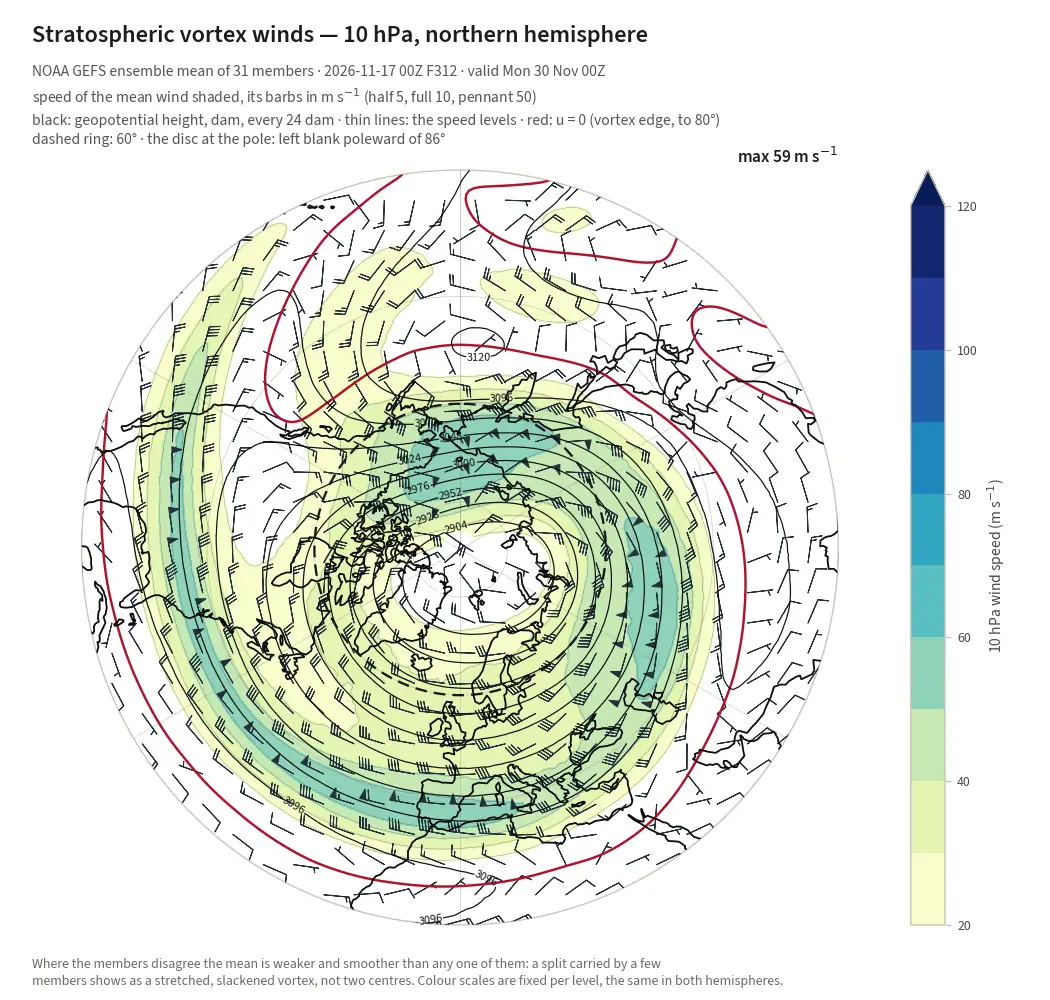 Stratospheric vortex winds — 10 hPa, northern hemisphere
NOAA GEFS ensemble mean of 31 members · 2026-11-17 00Z F312 · valid Mon 30 Nov 00Z
speed of the mean wind shaded, its barbs in m s⁻¹ (half 5, full 10, pennant 50)
black: geopotential height, dam, every 24 dam · thin lines: the speed levels · red: u = 0 (vortex edge, to 80°)
dashed ring: 60° · the disc at the pole: left blank poleward of 86°
max 59 m s⁻¹
120
100
80
60
40
20
10 hPa wind speed (m s⁻¹)
3120
3096
3024
3000
2976
2952
2904
3096
3096
3096
Where the members disagree the mean is weaker and smoother than any one of them: a split carried by a few
members shows as a stretched, slackened vortex, not two centres. Colour scales are fixed per level, the same in both hemispheres.